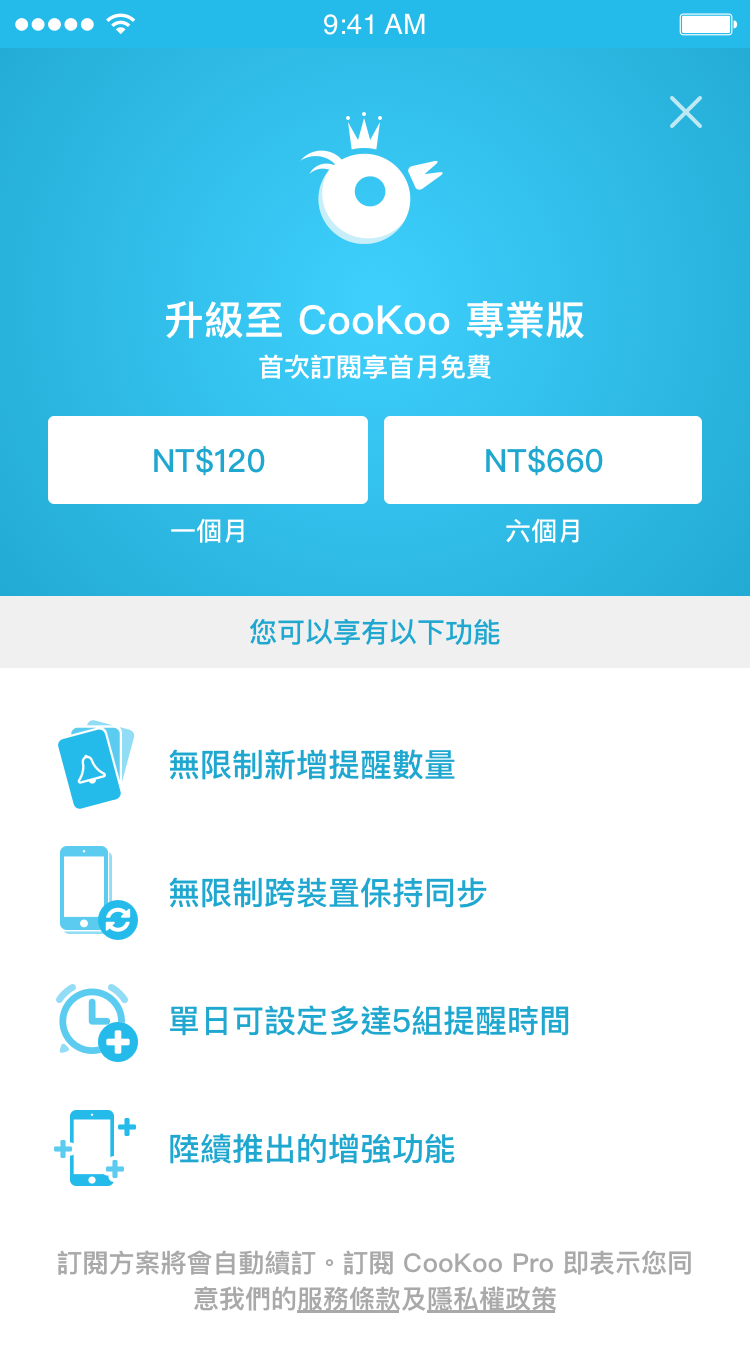 9:41 AM
升級至 CooKoo 專業版
首次訂閱享首月免費
NT$120
NT$660
一個月
六個月
您可以享有以下功能
無限制新增提醒數量
無限制跨裝置保持同步
單日可設定多達5組提醒時間
陸續推出的增強功能
訂閱方案將會自動續訂。訂閱 CooKoo Pro 即表示您同
意我們的服務條款及隱私權政策